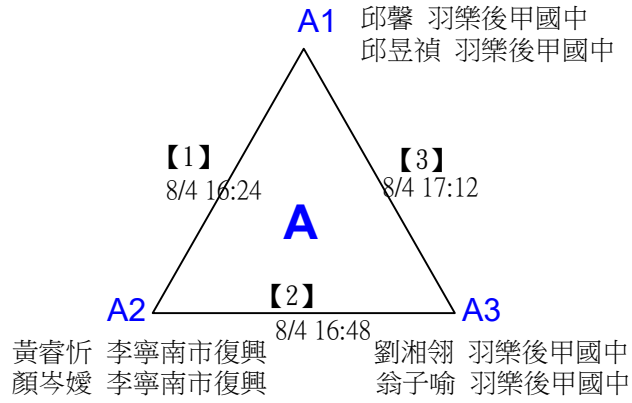 A1
邱馨 羽樂後甲國中
邱昱禎 羽樂後甲國中
【1】
8/4 16:24
【3】
8/4 17:12
A
A2
【2】
A3
8/4 16:48
黃睿忻 李寧南市復興
顏岑嬡 李寧南市復興
劉湘翎 羽樂後甲國中
翁子喻 羽樂後甲國中